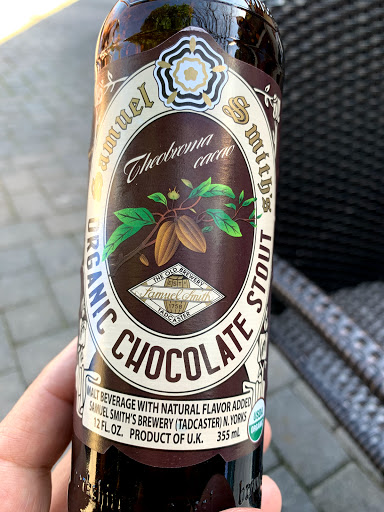 Samuel Smith's
Theobroma
cacao
THE OLD BREWERY
Samuel Smith
1758
TADCASTER
ORGANIC CHOCOLATE STOUT
MALT BEVERAGE WITH NATURAL FLAVOR ADDED
SAMUEL SMITH'S BREWERY (TADCASTER) N. YORKS
12 FL. OZ. PRODUCT OF U.K. 355 mL
USDA
ORGANIC